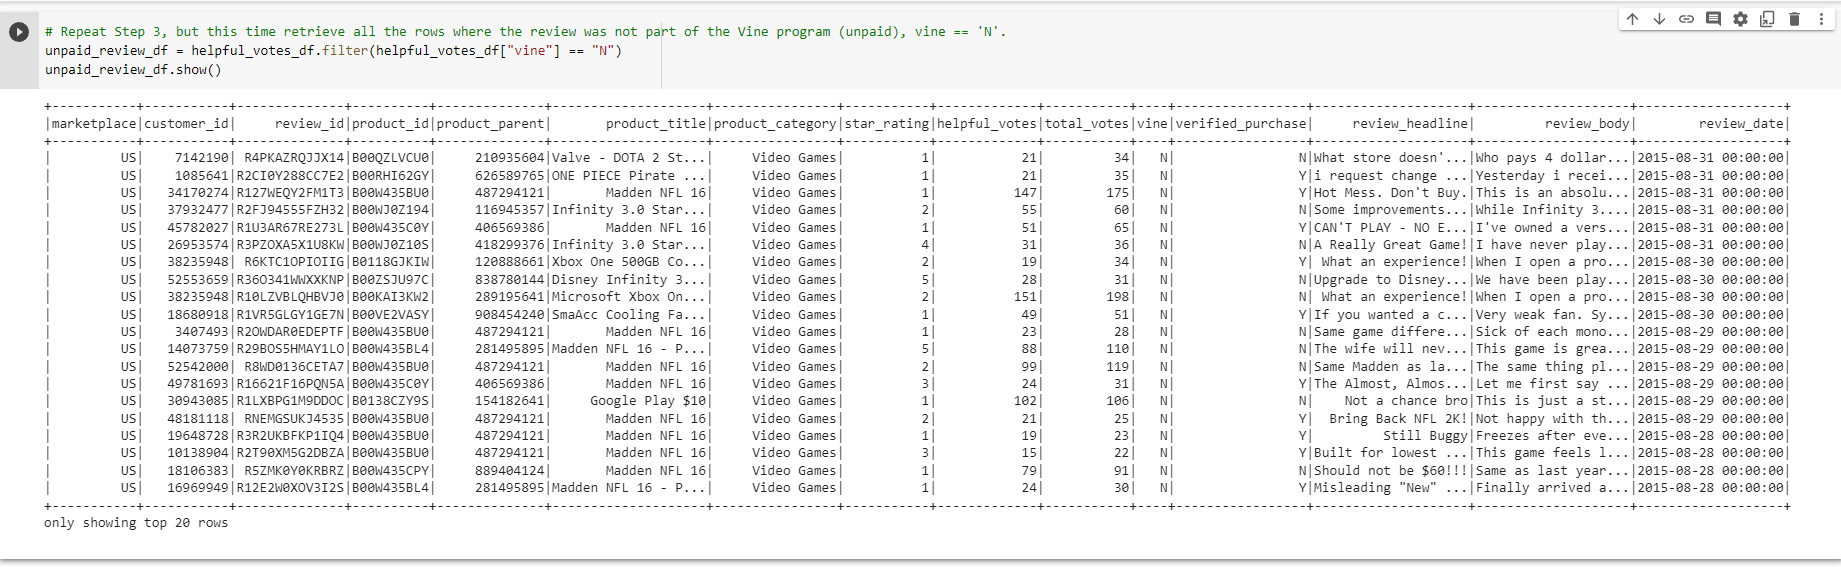 # Repeat Step 3, but this time retrieve all the rows where the review was not part of the Vine program (unpaid), vine == 'N'.
unpaid_review_df = helpful_votes_df.filter(helpful_votes_df["vine"] == "N")
unpaid_review_df.show()
+-----------+-----------+--------------+----------+--------------+--------------------+----------------+-----------+-------------+-----------+----+-----------------+--------------------+--------------------+-------------------+
|marketplace|customer_id|     review_id|product_id|product_parent|       product_title|product_category|star_rating|helpful_votes|total_votes|vine|verified_purchase|     review_headline|         review_body|        review_date|
+-----------+-----------+--------------+----------+--------------+--------------------+----------------+-----------+-------------+-----------+----+-----------------+--------------------+--------------------+-------------------+
|         US|    7142190| R4PKAZRQJJX14|B00QZLVCU0|     210935604|Valve - DOTA 2 St...|     Video Games|          1|           21|         34|   N|                N|What store doesn'...|Who pays 4 dollar...|2015-08-31 00:00:00|
|         US|    1085641|R2CI0Y288CC7E2|B00RHI62GY|     626589765|ONE PIECE Pirate ...|     Video Games|          1|           21|         35|   N|                Y|i request change ...|Yesterday i recei...|2015-08-31 00:00:00|
|         US|   34170274|R127WEQY2FM1T3|B00W435BU0|     487294121|        Madden NFL 16|     Video Games|          1|          147|        175|   N|                Y|Hot Mess. Don't Buy.|This is an absolu...|2015-08-31 00:00:00|
|         US|   37932477|R2FJ94555FZH32|B00WJ0Z194|     116945357|Infinity 3.0 Star...|     Video Games|          2|           55|         60|   N|                N|Some improvements...|While Infinity 3....|2015-08-31 00:00:00|
|         US|   45782027|R1U3AR67RE273L|B00W435C0Y|     406569386|       Madden NFL 16|     Video Games|          1|           51|         65|   N|                Y|CAN'T PLAY - NO E...|I've owned a vers...|2015-08-31 00:00:00|
|         US|   26953574|R3PZOXA5X1U8KW|B00WJ0Z10S|     418299376|Infinity 3.0 Star...|     Video Games|          4|           31|         36|   N|                N|A Really Great Game!|I have never play...|2015-08-31 00:00:00|
|         US|   38235948| R6KTC1OPIOIIG|B0118GJKIW|     120888661|Xbox One 500GB Co...|     Video Games|          2|           19|         34|   N|                Y| What an experience!|When I open a pro...|2015-08-30 00:00:00|
|         US|   52553659|R36O341WWXXKNP|B00ZSJU97C|     838780144|Disney Infinity 3...|     Video Games|          5|           28|         31|   N|                N|Upgrade to Disney...|We have been play...|2015-08-30 00:00:00|
|         US|   38235948|R10LZVBLQHBVJ0|B00KAI3KW2|     289195641|Microsoft Xbox On...|     Video Games|          2|          151|        198|   N|                N| What an experience!|When I open a pro...|2015-08-30 00:00:00|
|         US|   18680918|R1VR5GLGY1GE7N|B00VE2VASY|     908454240|SmaAcc Cooling Fa...|     Video Games|          1|           49|         51|   N|                Y|If you wanted a c...|Very weak fan. Sy...|2015-08-30 00:00:00|
|         US|    3407493|R2OWDAR0EDEPTF|B00W435BU0|     487294121|       Madden NFL 16|     Video Games|          1|           23|         28|   N|                N|Same game differe...|Sick of each mono...|2015-08-29 00:00:00|
|         US|   14073759|R29BOS5HMAY1LO|B00W435BL4|     281495895|Madden NFL 16 - P...|     Video Games|          5|           88|        110|   N|                N|The wife will nev...|This game is grea...|2015-08-29 00:00:00|
|         US|   52542000| R8WD0136CETA7|B00W435BU0|     487294121|       Madden NFL 16|     Video Games|          2|           99|        119|   N|                N|Same Madden as la...|The same thing pl...|2015-08-29 00:00:00|
|         US|   49781693|R16621F16PQN5A|B00W435C0Y|     406569386|       Madden NFL 16|     Video Games|          3|           24|         31|   N|                Y|The Almost, Almos...|Let me first say ...|2015-08-29 00:00:00|
|         US|   30943085|R1LXBPG1M9DDOC|B0138CZY9S|     154182641|     Google Play $10|     Video Games|          1|          102|        106|   N|                N|    Not a chance bro|This is just a st...|2015-08-29 00:00:00|
|         US|   48181118| RNEMGSUKJ4535|B00W435BU0|     487294121|       Madden NFL 16|     Video Games|          2|           21|         25|   N|                Y|  Bring Back NFL 2K!|Not happy with th...|2015-08-29 00:00:00|
|         US|   19648728|R3R2UKBFKP1IQ4|B00W435BU0|     487294121|       Madden NFL 16|     Video Games|          1|           19|         23|   N|                Y|         Still Buggy|Freezes after eve...|2015-08-28 00:00:00|
|         US|   10138904|R2T90XM5G2DBZA|B00W435BU0|     487294121|       Madden NFL 16|     Video Games|          3|           15|         22|   N|                Y|Built for lowest ...|This game feels l...|2015-08-28 00:00:00|
|         US|   18106383| R5ZMK0Y0KRBRZ|B00W435CPY|     889404124|       Madden NFL 16|     Video Games|          1|           79|         91|   N|                N|Should not be $60!!!|Same as last year...|2015-08-28 00:00:00|
|         US|   16969949|R12E2W0XOV3I2S|B00W435BL4|     281495895|Madden NFL 16 - P...|     Video Games|          1|           24|         30|   N|                Y|Misleading "New" ...|Finally arrived a...|2015-08-28 00:00:00|
+-----------+-----------+--------------+----------+--------------+--------------------+----------------+-----------+-------------+-----------+----+-----------------+--------------------+--------------------+-------------------+
only showing top 20 rows